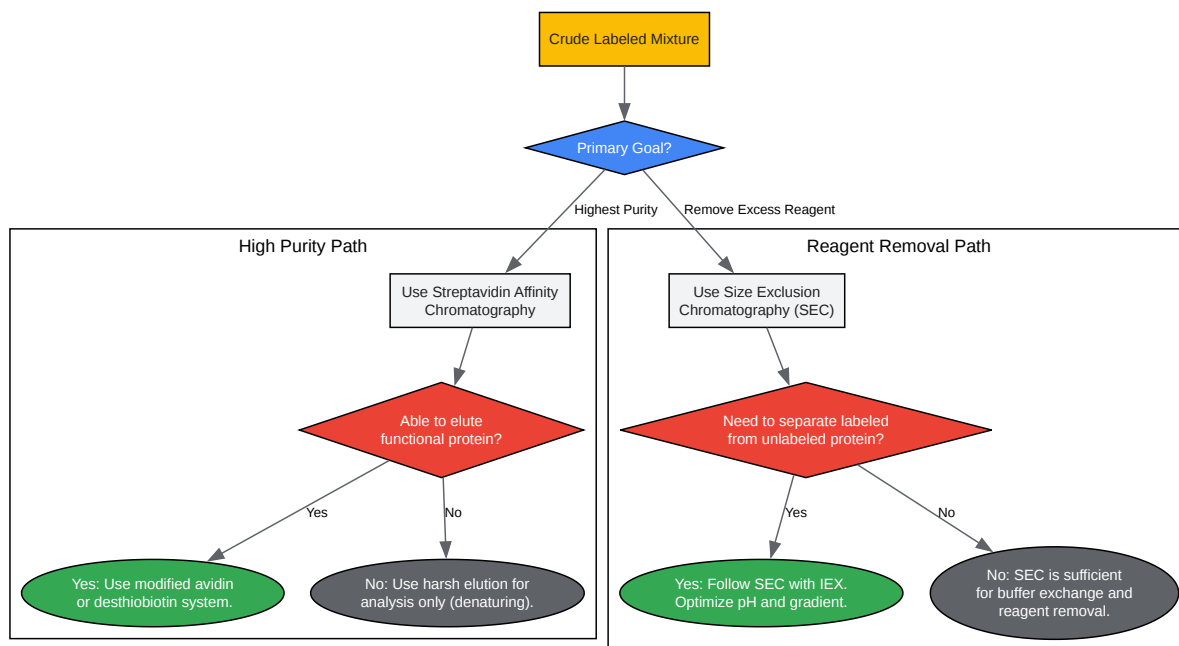 Crude Labeled Mixture
Primary Goal?
Highest Purity
Remove Excess Reagent
High Purity Path
Reagent Removal Path
Use Streptavidin Affinity
Chromatography
Use Size Exclusion
Chromatography (SEC)
Able to elute
functional protein?
Need to separate labeled
from unlabeled protein?
Yes
No
Yes
No
Yes: Use modified avidin
or desthiobiotin system.
No: Use harsh elution for
analysis only (denaturing).
Yes: Follow SEC with IEX.
Optimize pH and gradient.
No: SEC is sufficient
for buffer exchange and
reagent removal.